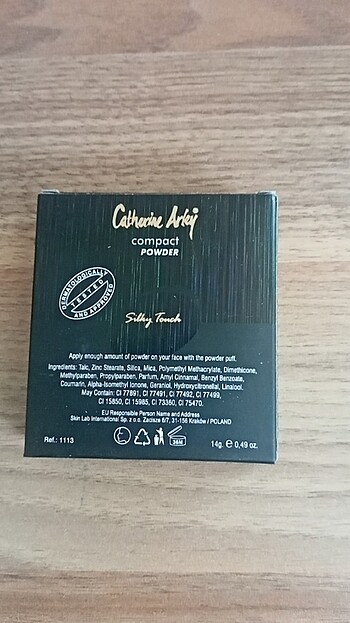 Catherine Arley
compact
POWDER
DERMATOLOGICALLY
TESTED
AND APPROVED
Silky Touch
Apply enough amount of powder on your face with the powder puff.
Ingredients: Talc, Zinc Stearate, Silica, Mica, Polymethyl Methacrylate, Dimethicone,
Methylparaben, Propylparaben, Parfum, Amyl Cinnamal, Benzyl Benzoate,
Coumarin, Alpha-Isomethyl Ionone, Geraniol, Hydroxycitronellal, Linalool.
May Contain: CI 77891, CI 77491, CI 77492, CI 77499,
CI 15850, CI 15985, CI 73360, CI 75470.
EU Responsible Person Name and Address
Skin Lab International Sp. z o.o. Zacisze 6/7, 31-156 Kraków / POLAND
Ref.: 1113
36M
14g. ℮ 0,49 oz.